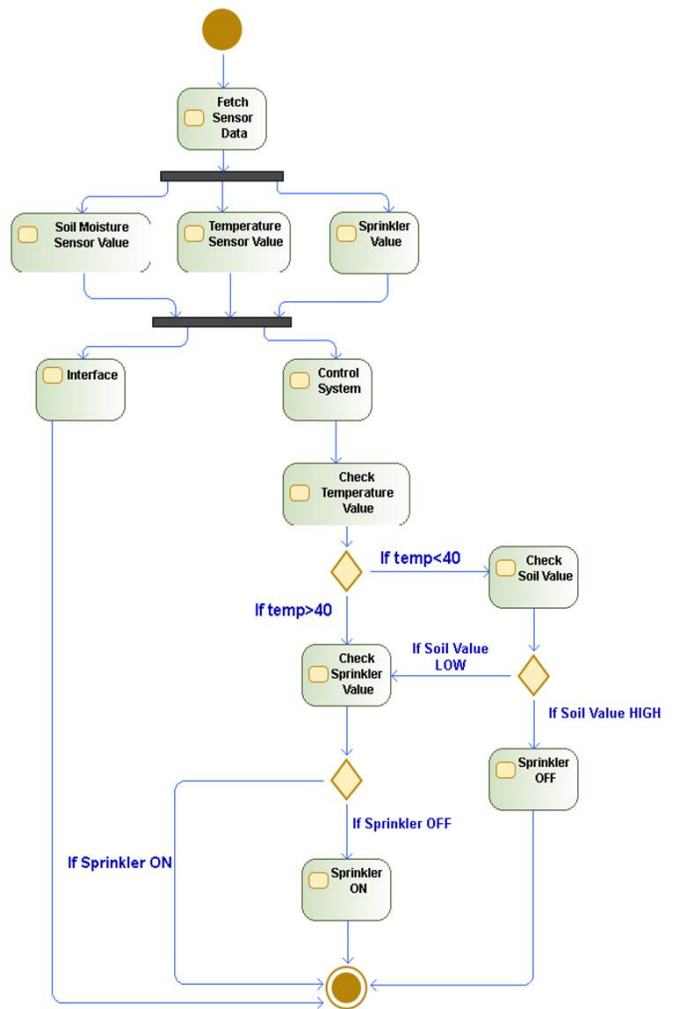 Fetch
Sensor
Data
Soil Moisture
Sensor Value
Temperature
Sensor Value
Sprinkler
Value
Interface
Control
System
Check
Temperature
Value
If temp<40
Check
Soil Value
If temp>40
Check
Sprinkler
Value
If Soil Value
LOW
If Soil Value HIGH
Sprinkler
OFF
If Sprinkler OFF
If Sprinkler ON
Sprinkler
ON